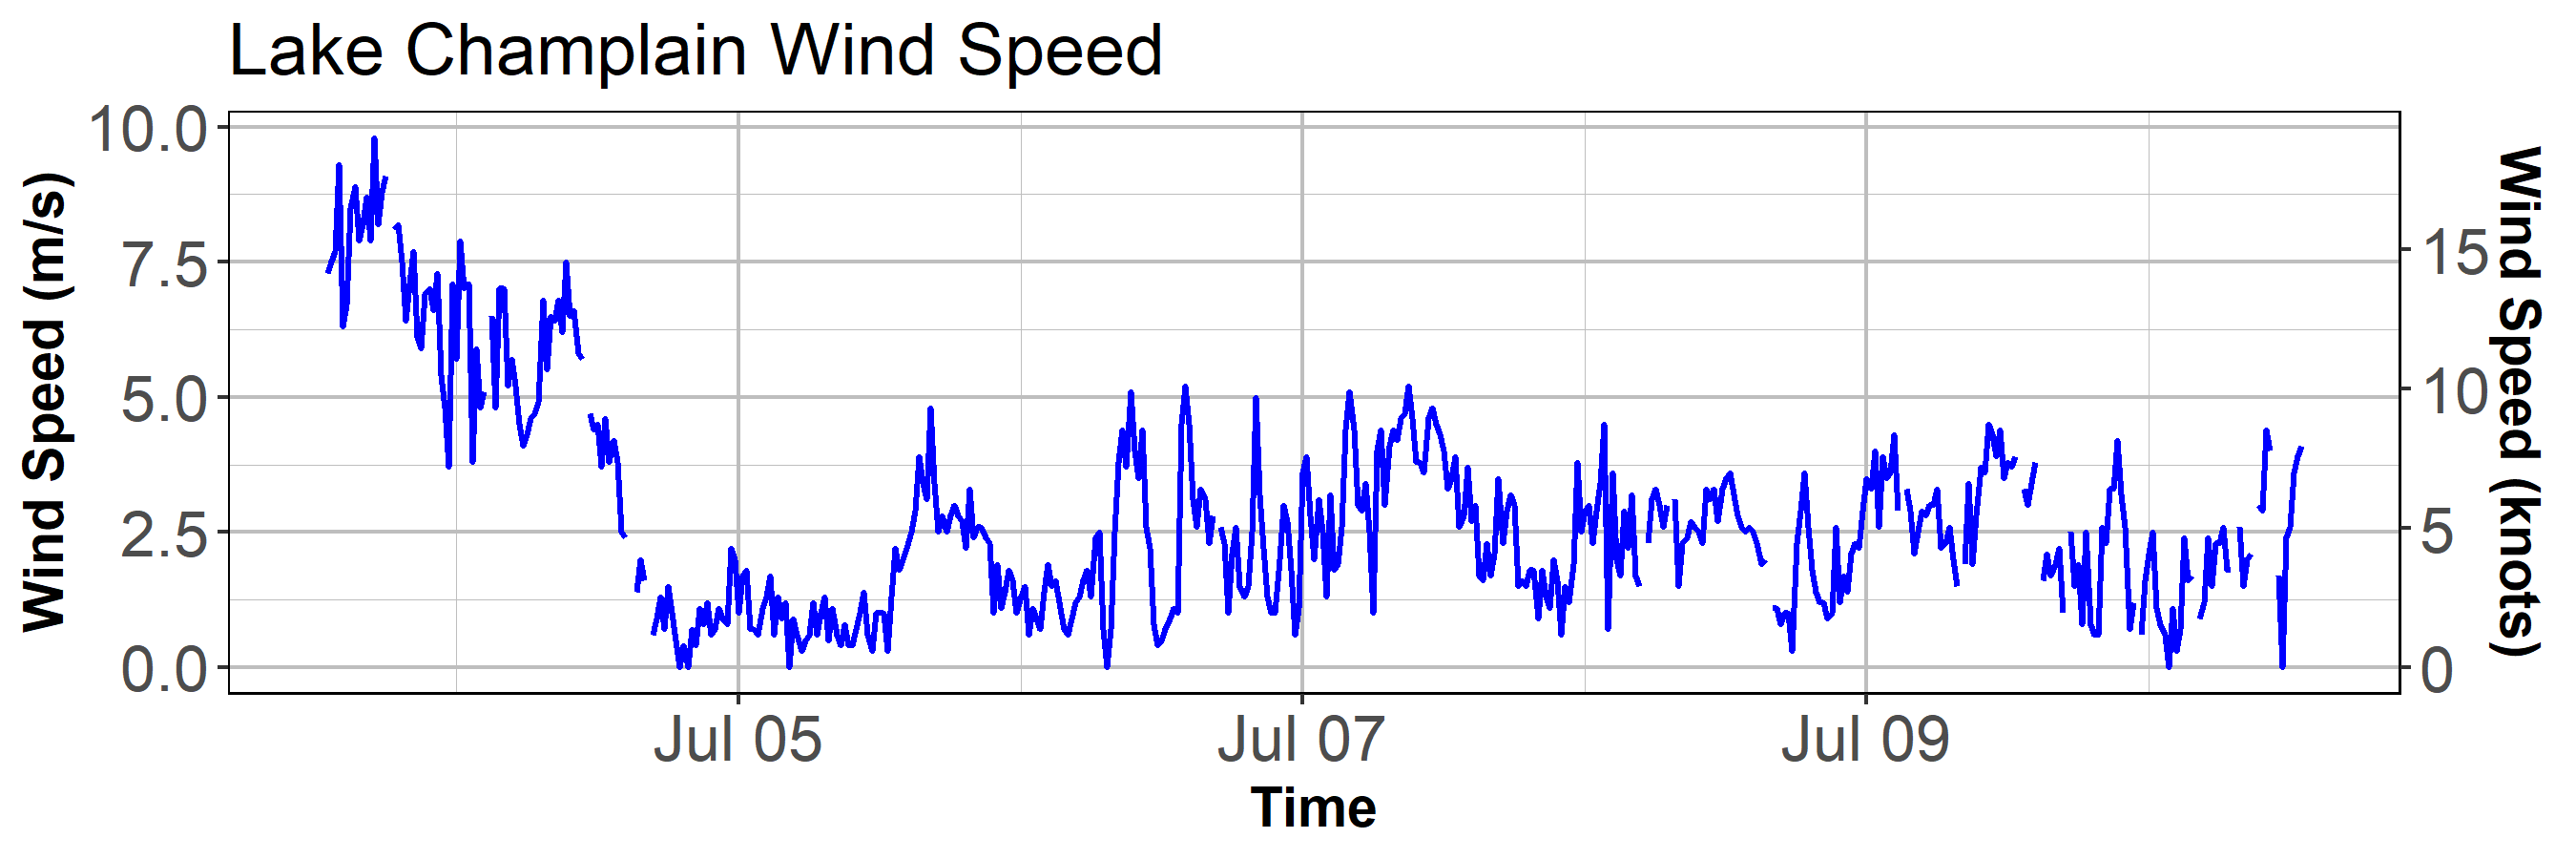 Lake Champlain Wind Speed
Wind Speed (m/s)
10.0
7.5
5.0
2.5
0.0
Wind Speed (knots)
15
10
5
0
Jul 05
Jul 07
Jul 09
Time